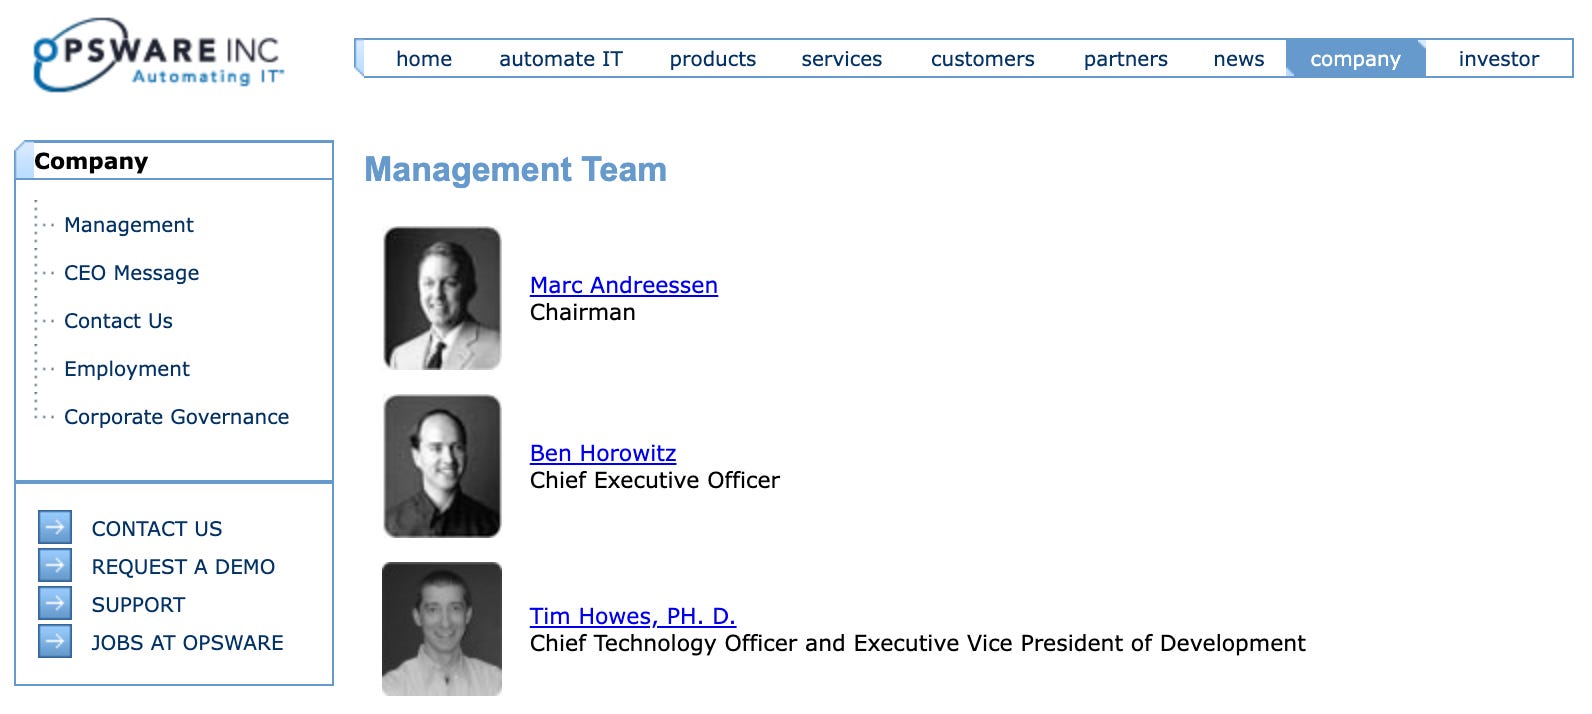 OPSWARE INC
Automating IT™
home automate IT products services customers partners news company investor
Company
Management
CEO Message
Contact Us
Employment
Corporate Governance
CONTACT US
REQUEST A DEMO
SUPPORT
JOBS AT OPSWARE
Management Team
Marc Andreessen
Chairman
Ben Horowitz
Chief Executive Officer
Tim Howes, PH. D.
Chief Technology Officer and Executive Vice President of Development